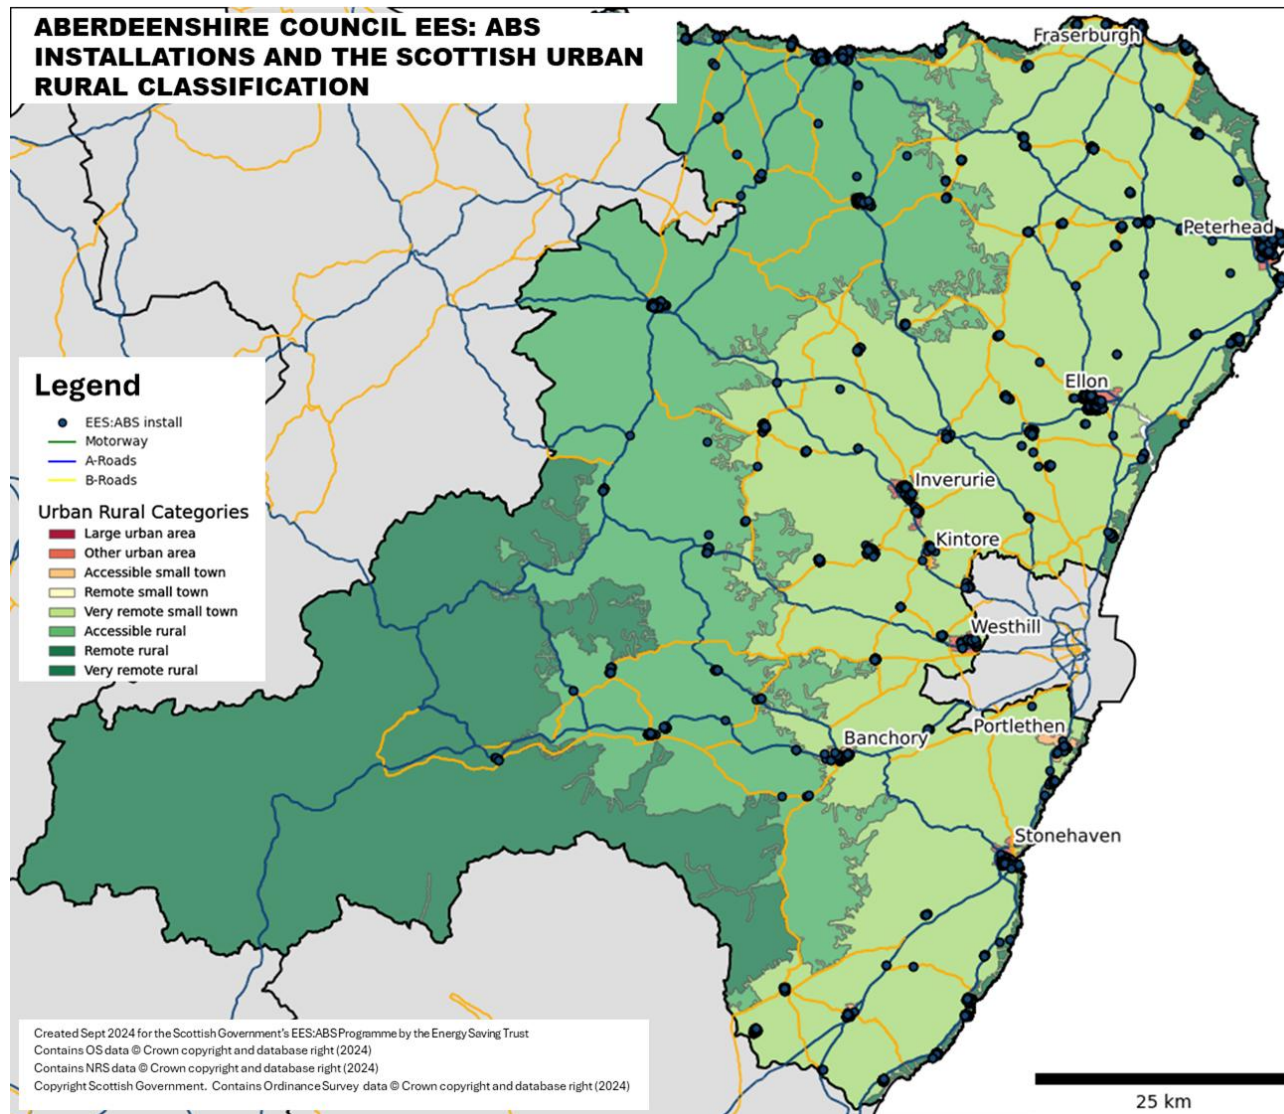 ABERDEENSHIRE COUNCIL EES: ABS
INSTALLATIONS AND THE SCOTTISH URBAN
RURAL CLASSIFICATION
Fraserburgh
Peterhead
Ellon
Inverurie
Kintore
Westhill
Portlethen
Banchory
Stonehaven
Legend
EES:ABS install
Motorway
A-Roads
B-Roads
Urban Rural Categories
Large urban area
Other urban area
Accessible small town
Remote small town
Very remote small town
Accessible rural
Remote rural
Very remote rural
Created Sept 2024 for the Scottish Government's EES:ABS Programme by the Energy Saving Trust
Contains OS data © Crown copyright and database right (2024)
Contains NRS data © Crown copyright and database right (2024)
Copyright Scottish Government. Contains Ordinance Survey data © Crown copyright and database right (2024)
25 km